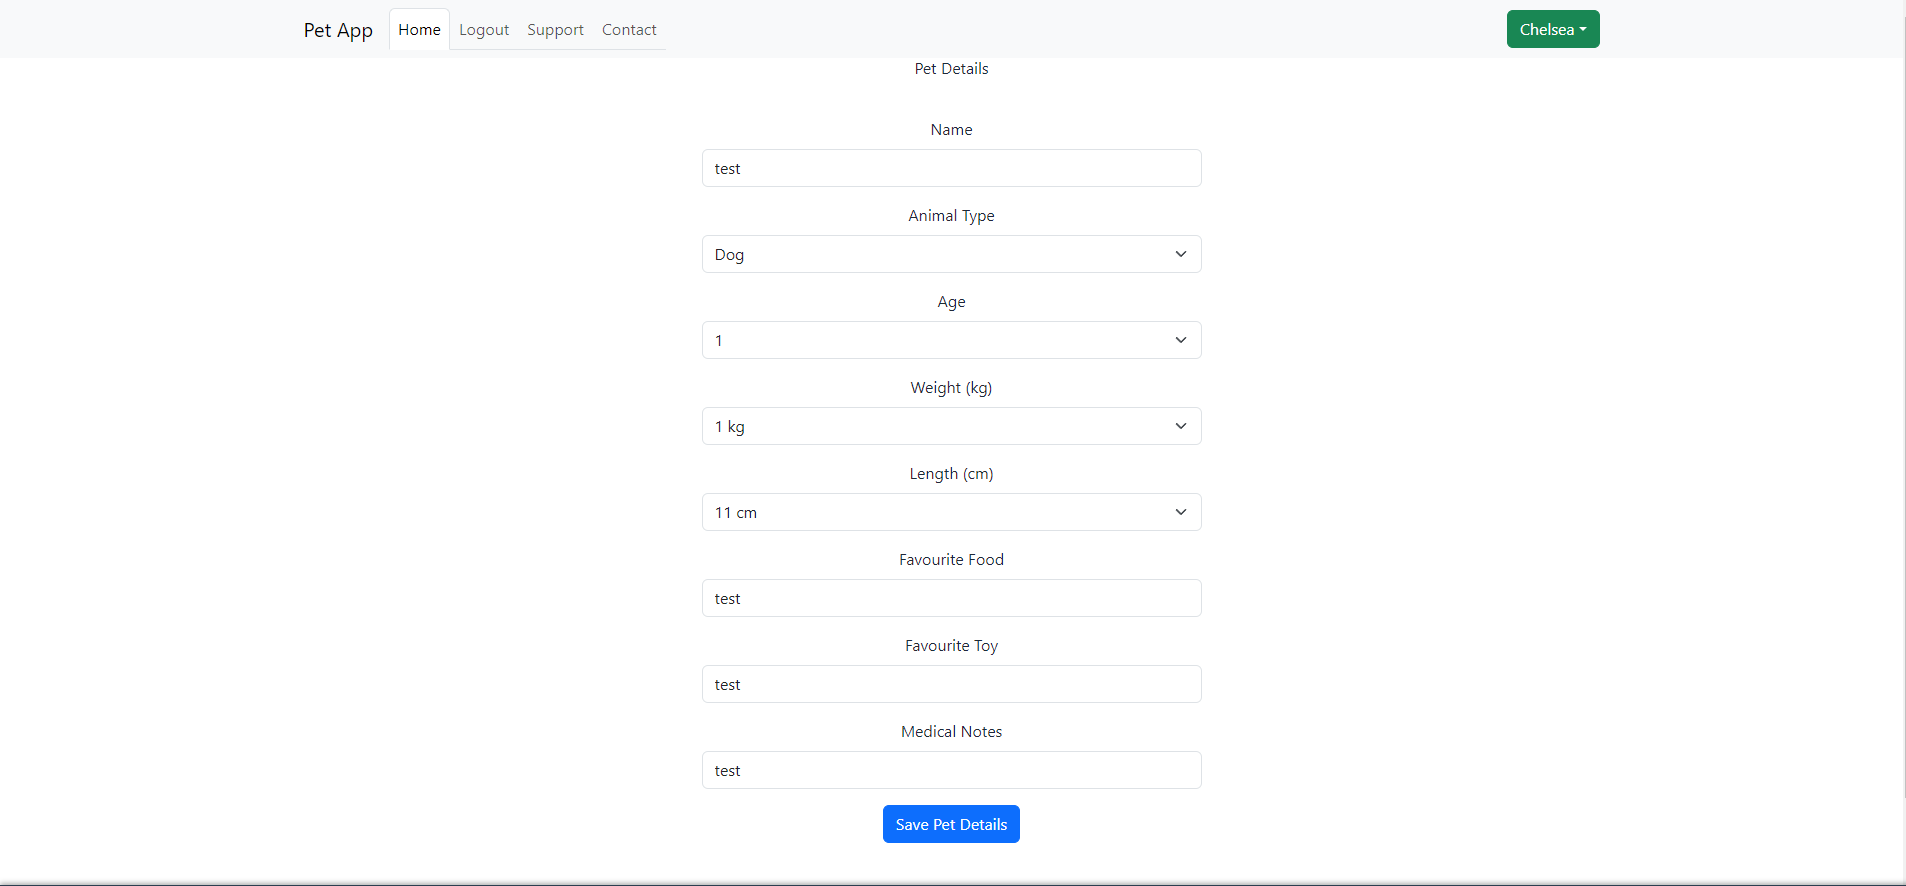 Pet App Home Logout Support Contact Chelsea
Pet Details
Name
test
Animal Type
Dog
Age
1
Weight (kg)
1 kg
Length (cm)
11 cm
Favourite Food
test
Favourite Toy
test
Medical Notes
test
Save Pet Details